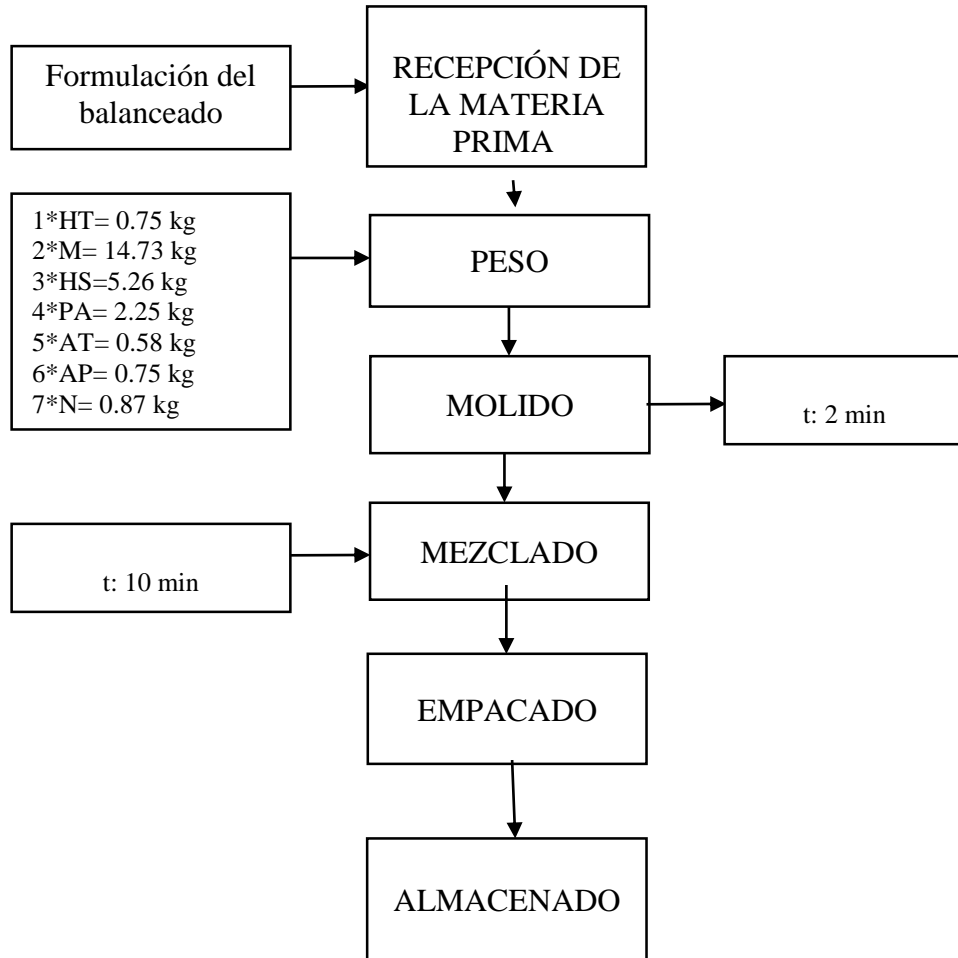 Formulación del
balanceado
RECEPCIÓN DE
LA MATERIA
PRIMA
1*HT= 0.75 kg
2*M= 14.73 kg
3*HS=5.26 kg
4*PA= 2.25 kg
5*AT= 0.58 kg
6*AP= 0.75 kg
7*N= 0.87 kg
PESO
MOLIDO
t: 2 min
t: 10 min
MEZCLADO
EMPACADO
ALMACENADO